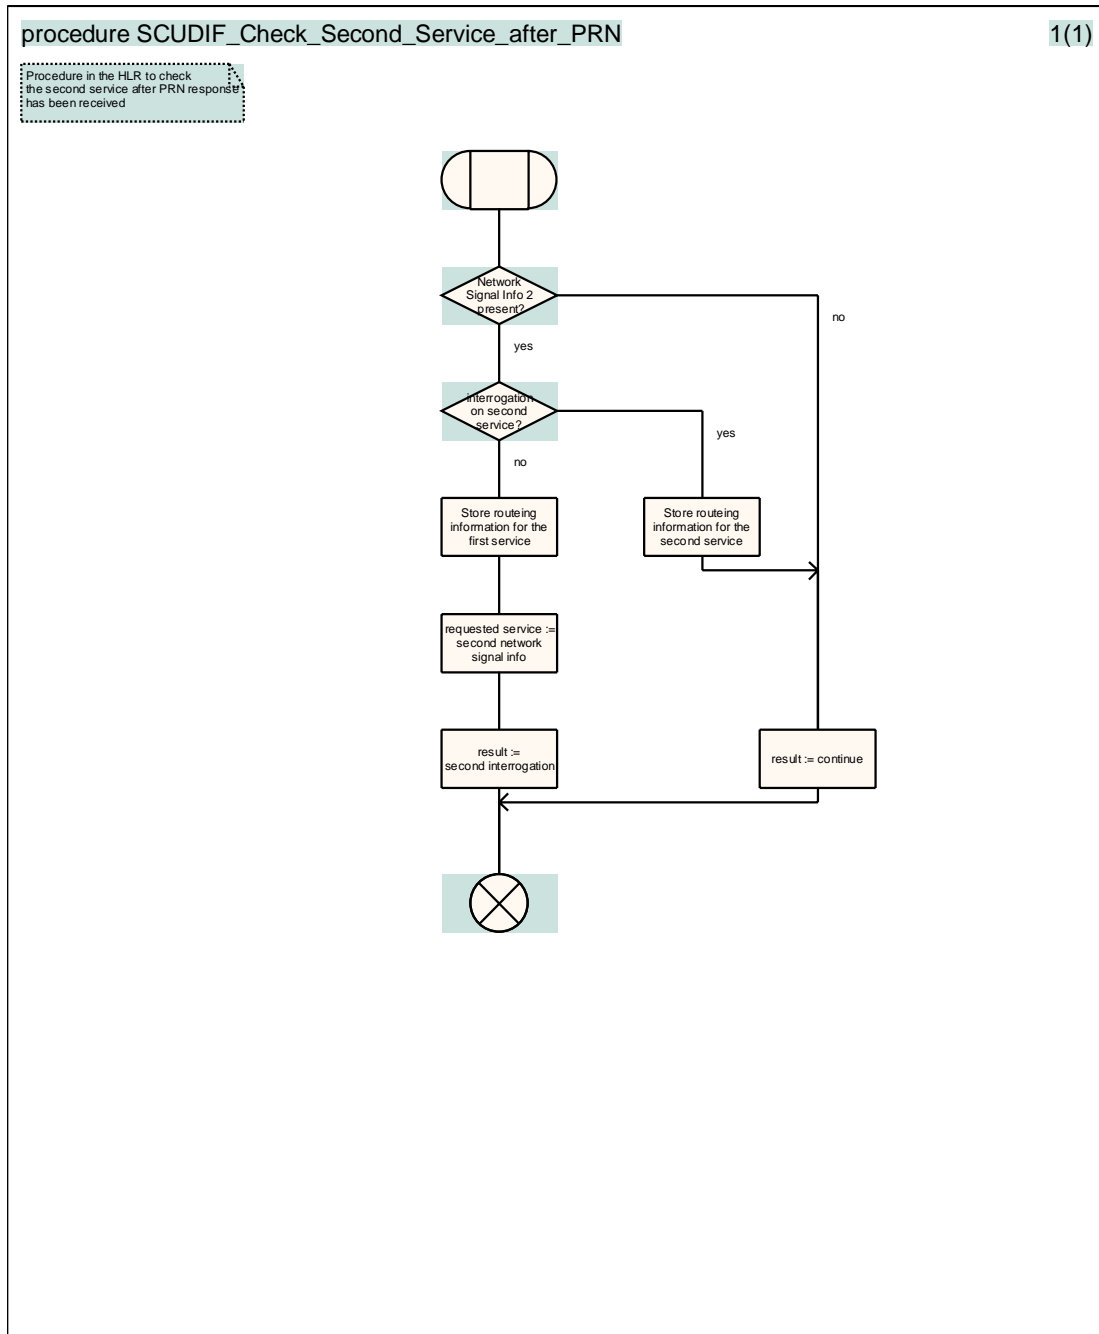 procedure SCUDIF_Check_Second_Service_after_PRN
1(1)
Procedure in the HLR to check
the second service after PRN response
has been received
Network
Signal Info 2
present?
no
yes
interrogation
on second
service?
yes
no
Store routeing
information for the
first service
Store routeing
information for the
second service
requested service :=
second network
signal info
result :=
second interrogation
result := continue